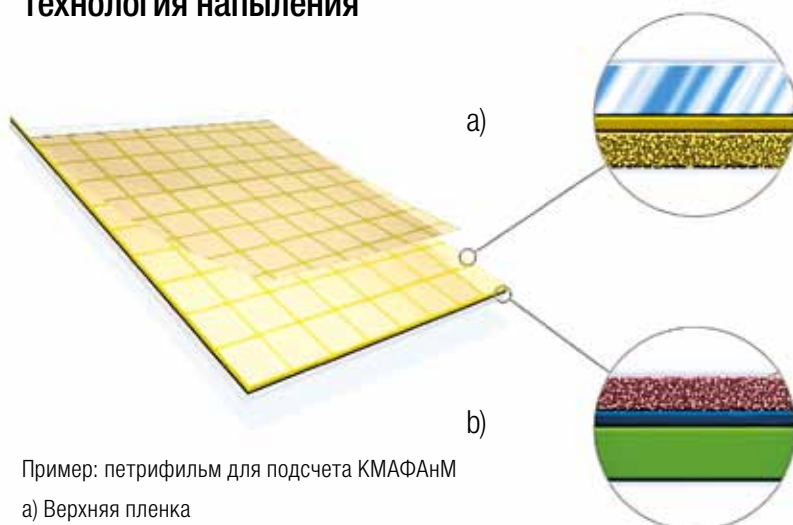 Технология напыления
a)
b)
Пример: петрифильм для подсчета КМАФАнМ
a) Верхняя пленка